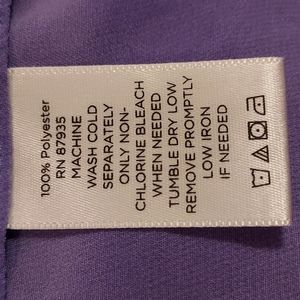 100% Polyester
RN 87935
MACHINE
WASH COLD
SEPARATELY
ONLY NON-
CHLORINE BLEACH
WHEN NEEDED
TUMBLE DRY LOW
REMOVE PROMPTLY
LOW IRON
IF NEEDED